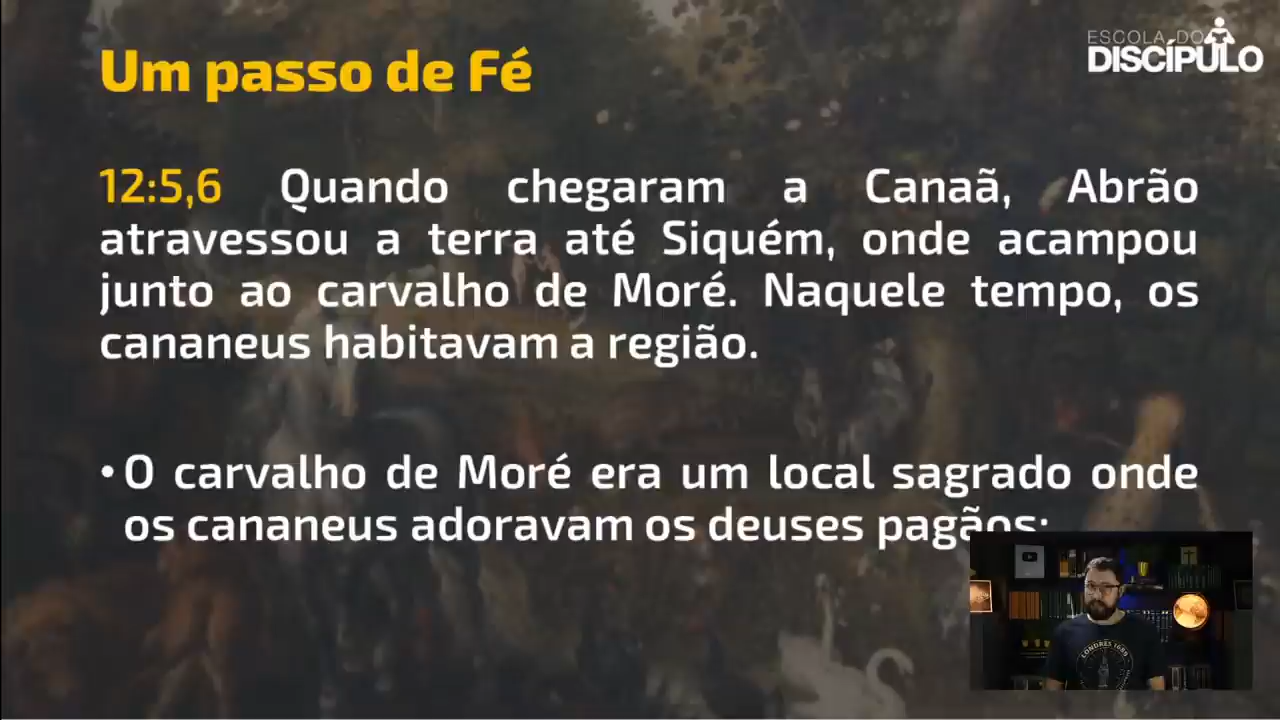 Um passo de Fé
ESCOLA DO
DISCÍPULO
12:5,6 Quando chegaram a Canaã, Abrão
atravessou a terra até Siquém, onde acampou
junto ao carvalho de Moré. Naquele tempo, os
cananeus habitavam a região.
• O carvalho de Moré era um local sagrado onde
os cananeus adoravam os deuses pagãos;
LONDRES 1689